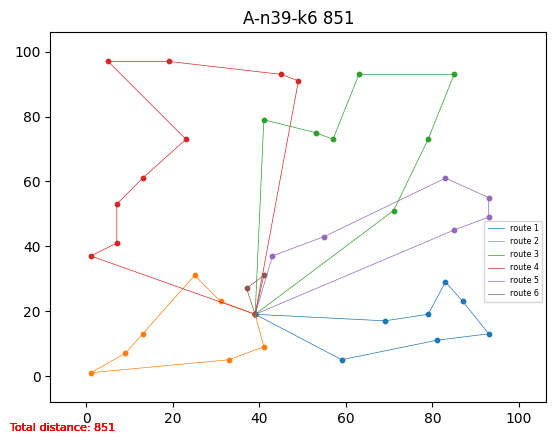 A-n39-k6 851
100
80
60
40
20
0
route 1
route 2
route 3
route 4
route 5
route 6
0 20 40 60 80 100
Total distance: 851